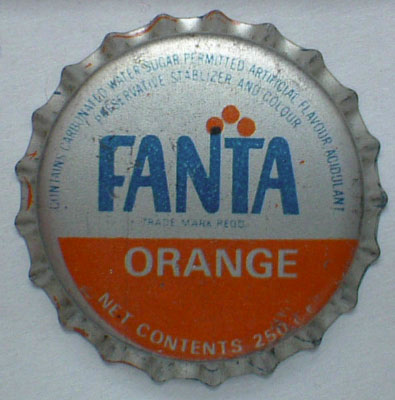 CONTAINS CARBONATED WATER SUGAR PERMITTED ARTIFICIAL FLAVOUR ACIDULANT
PRESERVATIVE STABLIZER AND COLOUR
FANTA
TRADE MARK REGD
ORANGE
NET CONTENTS 250